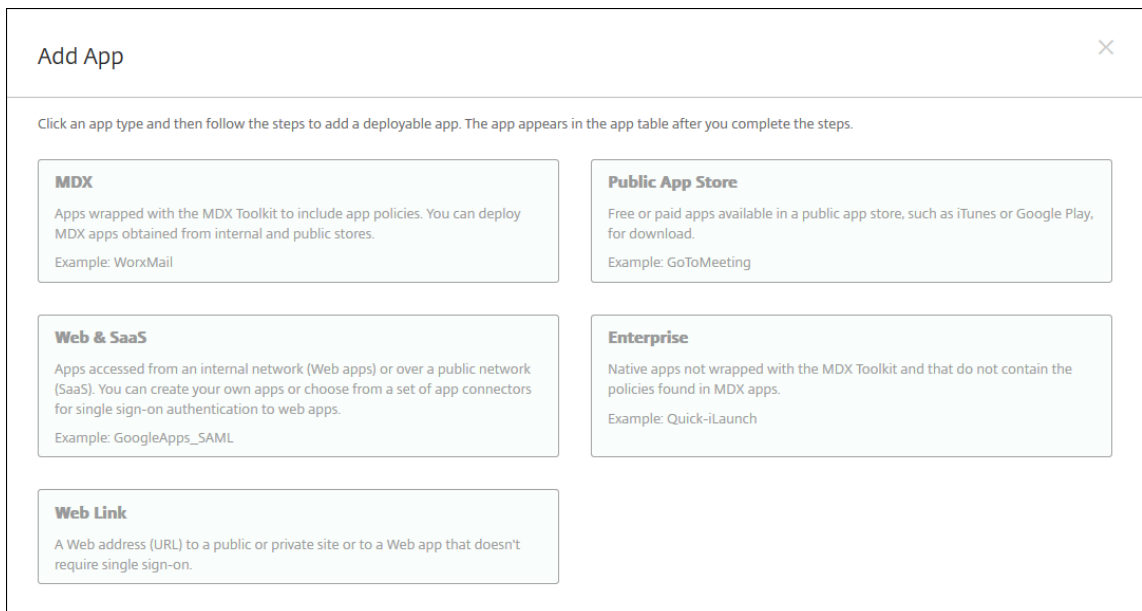 Add App
Click an app type and then follow the steps to add a deployable app. The app appears in the app table after you complete the steps.
MDX
Apps wrapped with the MDX Toolkit to include app policies. You can deploy
MDX apps obtained from internal and public stores.
Example: WorxMail
Public App Store
Free or paid apps available in a public app store, such as iTunes or Google Play,
for download.
Example: GoToMeeting
Web & SaaS
Apps accessed from an internal network (Web apps) or over a public network
(SaaS). You can create your own apps or choose from a set of app connectors
for single sign-on authentication to web apps.
Example: GoogleApps_SAML
Enterprise
Native apps not wrapped with the MDX Toolkit and that do not contain the
policies found in MDX apps.
Example: Quick-iLaunch
Web Link
A Web address (URL) to a public or private site or to a Web app that doesn't
require single sign-on.